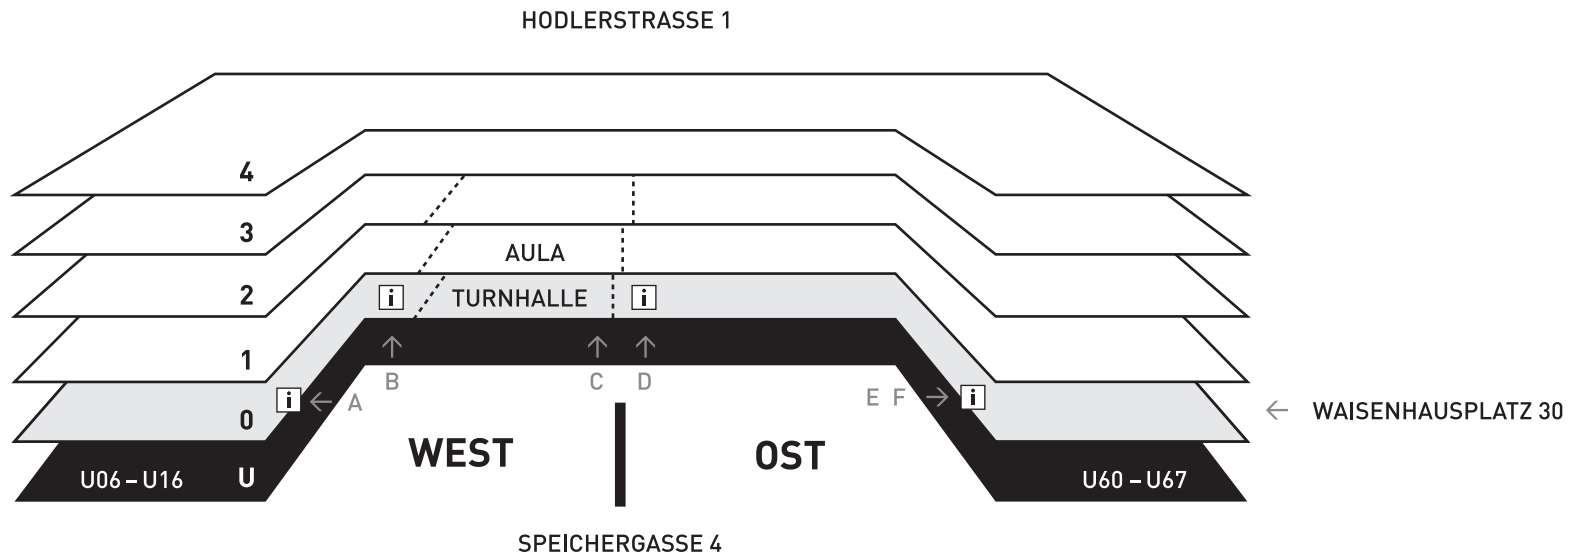 HODLERSTRASSE 1
4
3
2
AULA
i TURNHALLE i
1
B C D
i ← A
E F → i
0
← WAISENHAUSPLATZ 30
WEST OST
U06 – U16 U
U60 – U67
SPEICHERGASSE 4